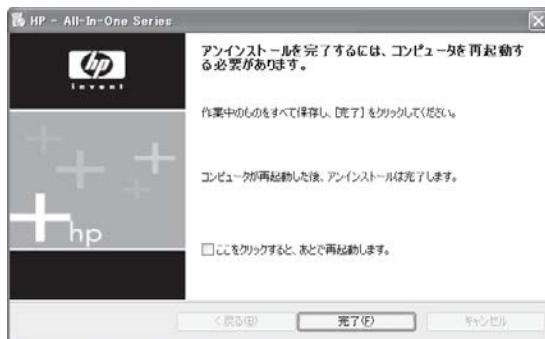 HP - All-In-One Series
hp
invent
アンインストールを完了するには、コンピュータを再起動す
る必要があります。
作業中のものをすべて保存し、[完了] をクリックしてください。
コンピュータが再起動した後、アンインストールは完了します。
hp
ここをクリックすると、あとで再起動します。
< 戻る(B)
完了(F)
キャンセル